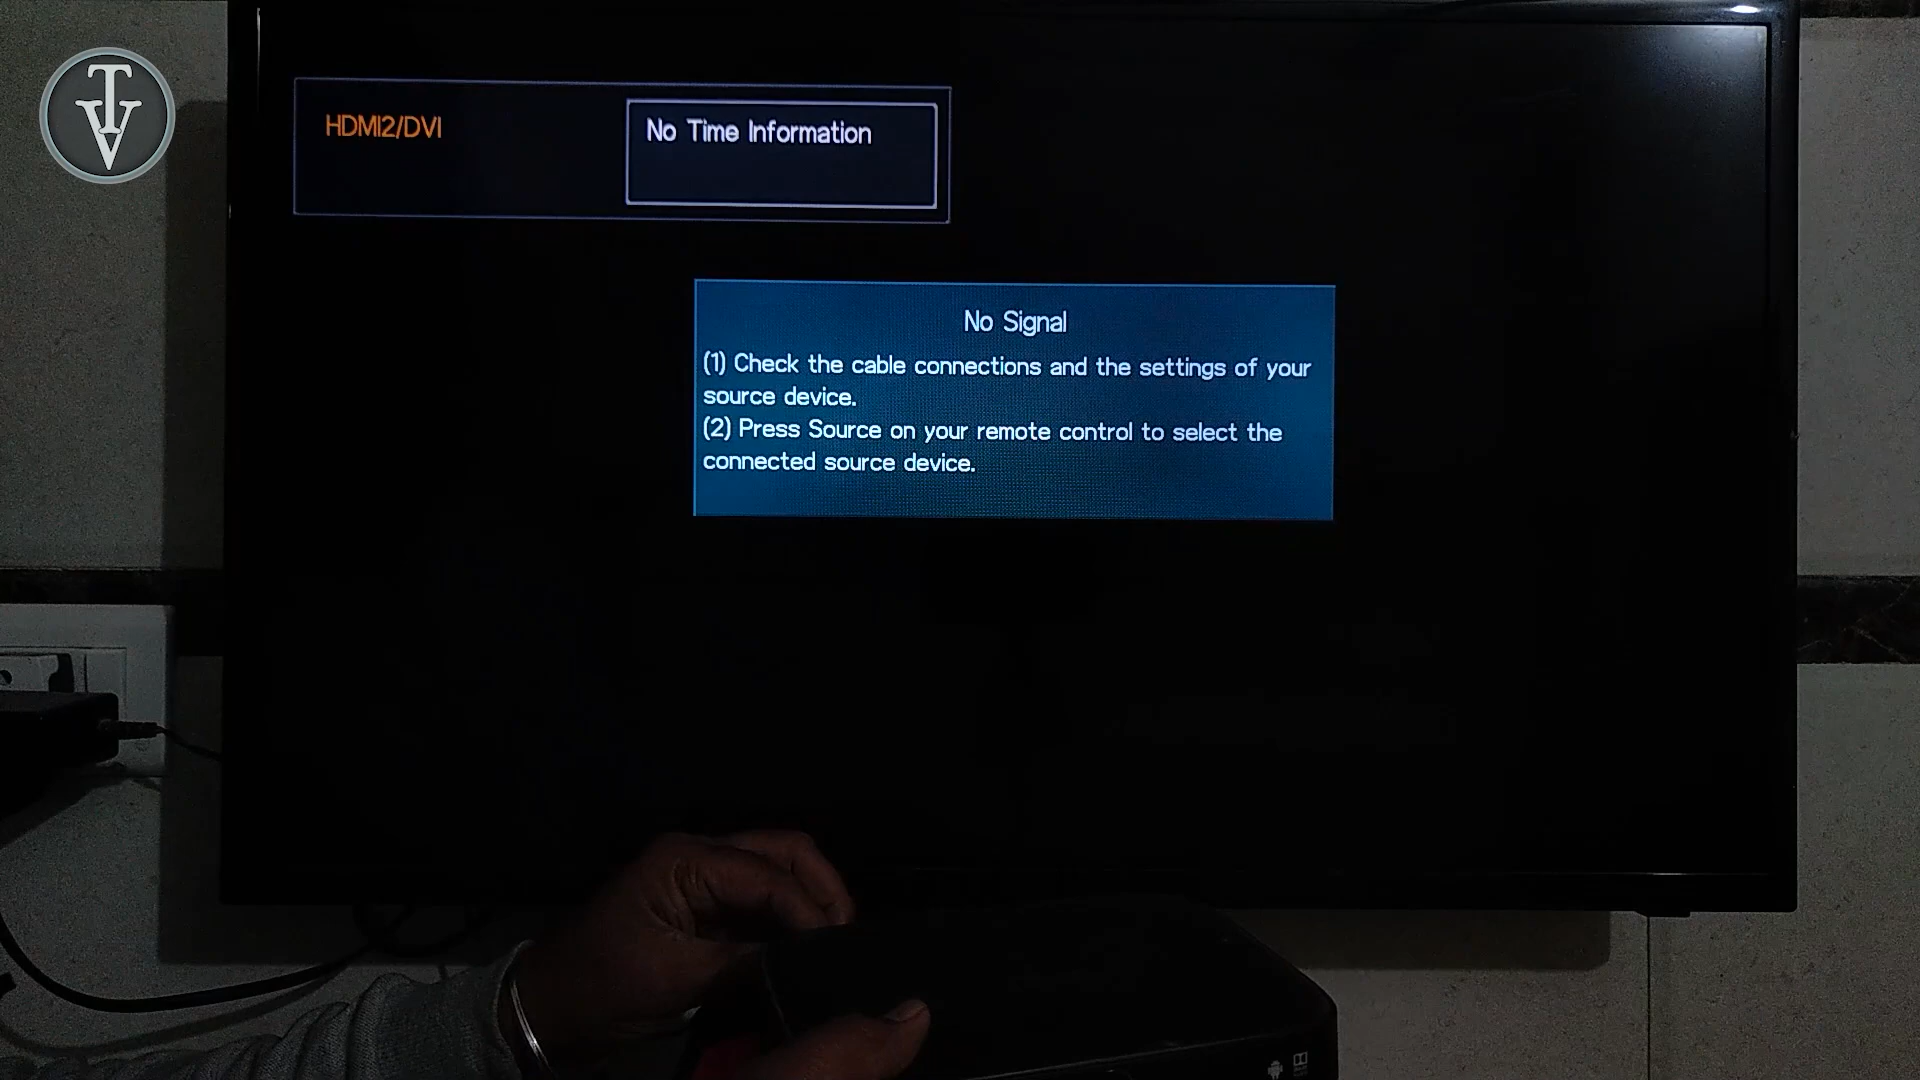 TV
HDMI2/DVI
No Time Information
No Signal
(1) Check the cable connections and the settings of your
source device.
(2) Press Source on your remote control to select the
connected source device.